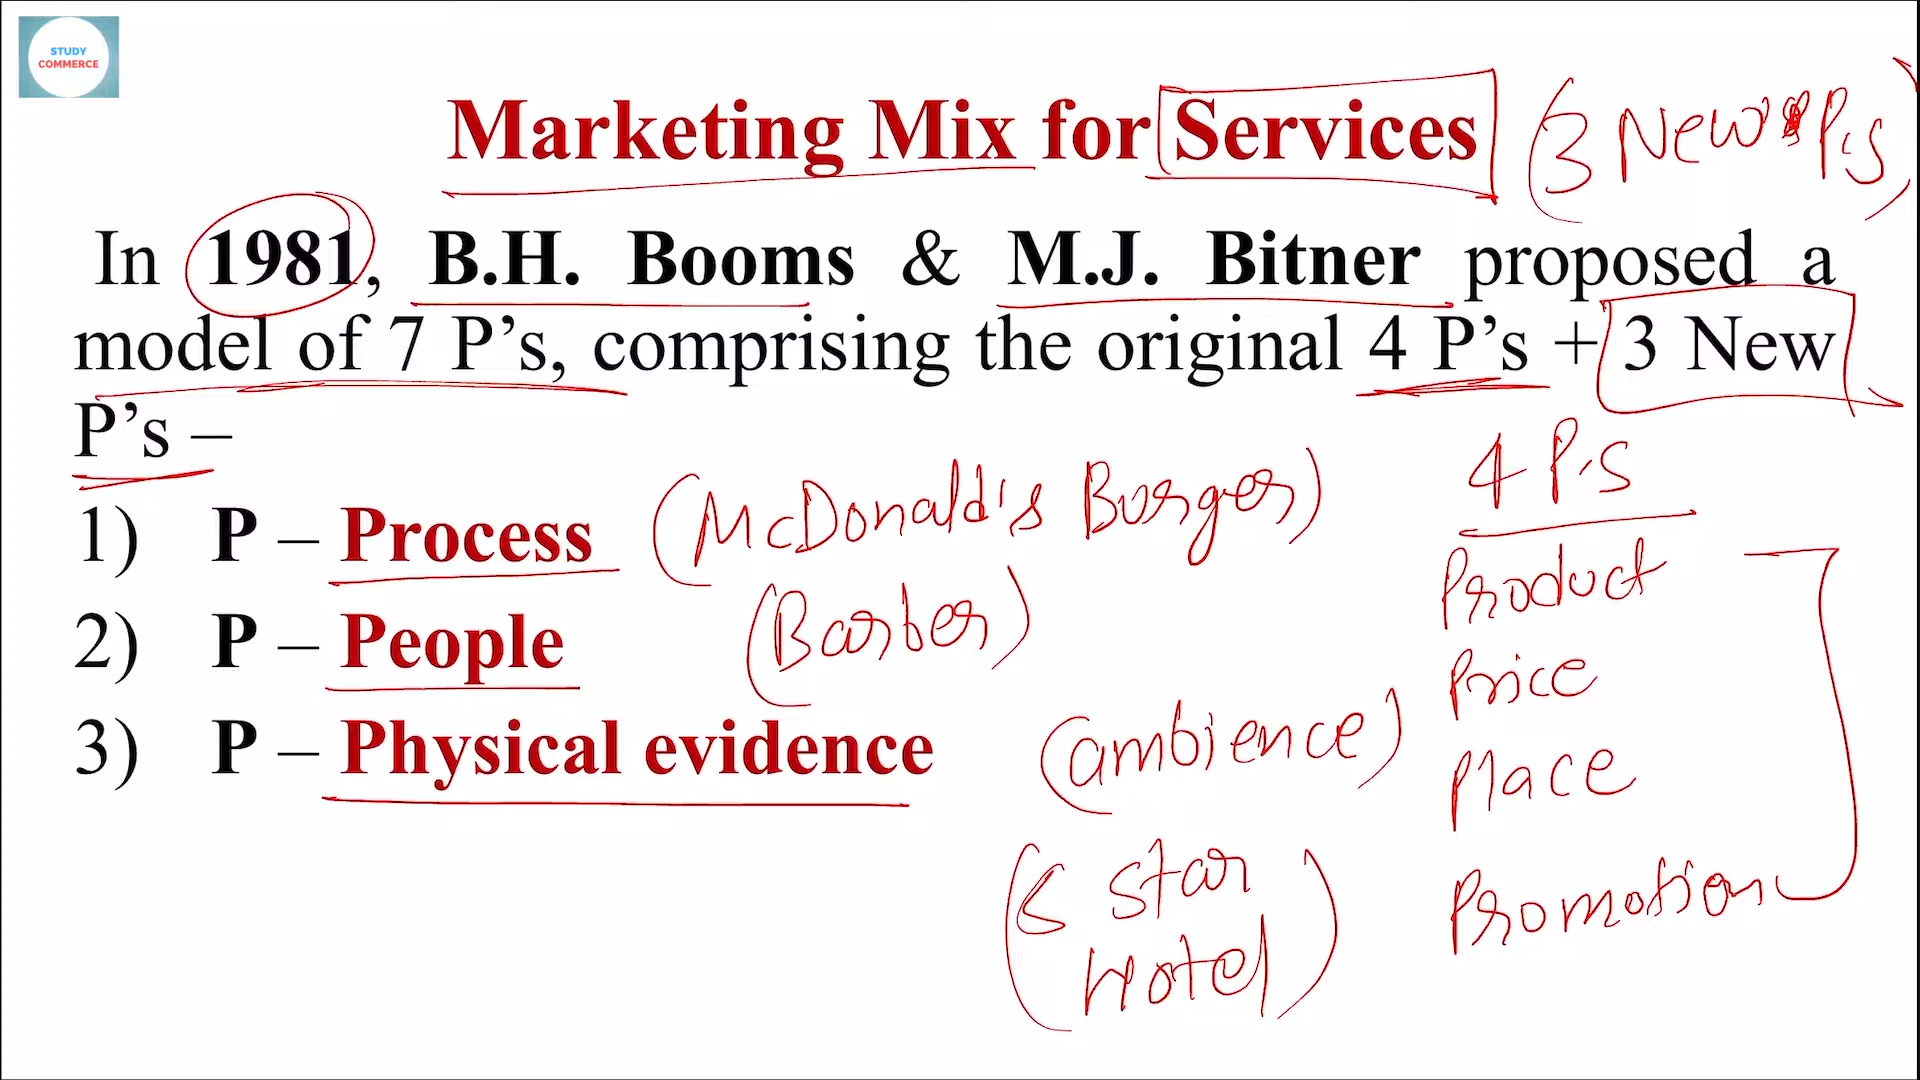 STUDY
COMMERCE
Marketing Mix for Services (3 New P's)
In 1981, B.H. Booms & M.J. Bitner proposed a
model of 7 P’s, comprising the original 4 P’s + 3 New
P’s –
1) P – Process (McDonald's Burger)
2) P – People (Barber)
3) P – Physical evidence (ambience)
(5 Star
Hotel)
4 P's
Product
Price
Place
Promotion